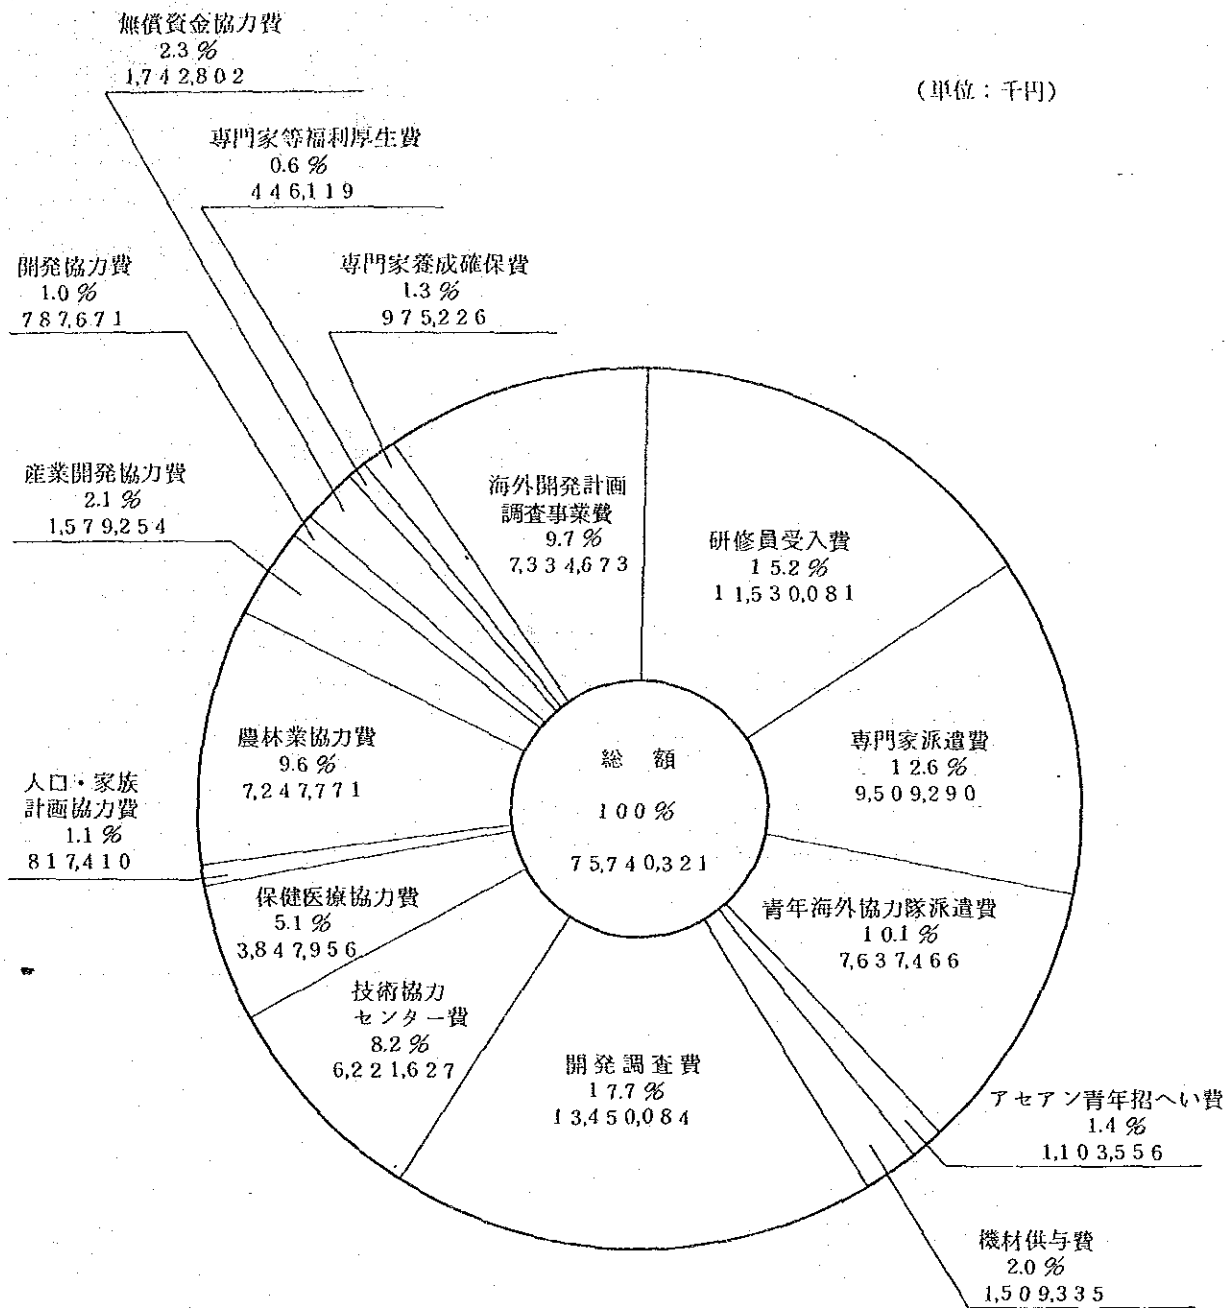 無償資金協力費
2.3%
1,742,802
(単位：千円)
専門家等福利厚生費
0.6%
446,119
開発協力費
1.0%
787,671
専門家養成確保費
1.3%
975,226
産業開発協力費
2.1%
1,579,254
海外開発計画
調査事業費
9.7%
7,334,673
研修員受入費
15.2%
11,530,081
農林業協力費
9.6%
7,247,771
総額
100%
75,740,321
専門家派遣費
12.6%
9,509,290
人口・家族
計画協力費
1.1%
817,410
保健医療協力費
5.1%
3,847,956
青年海外協力隊派遣費
10.1%
7,637,466
技術協力
センター費
8.2%
6,221,627
開発調査費
17.7%
13,450,084
アセアン青年招へい費
1.4%
1,103,556
機材供与費
2.0%
1,509,335